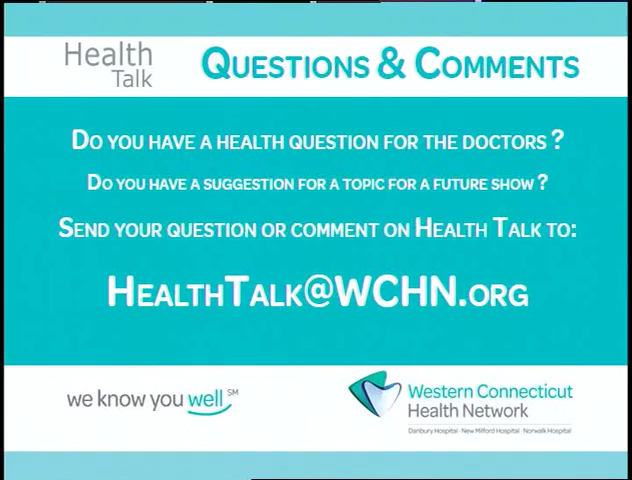 Health
Talk
QUESTIONS & COMMENTS
DO YOU HAVE A HEALTH QUESTION FOR THE DOCTORS ?
DO YOU HAVE A SUGGESTION FOR A TOPIC FOR A FUTURE SHOW ?
SEND YOUR QUESTION OR COMMENT ON HEALTH TALK TO:
HEALTHTALK@WCHN.ORG
we know you well SM
Western Connecticut
Health Network
Danbury Hospital · New Milford Hospital · Norwalk Hospital